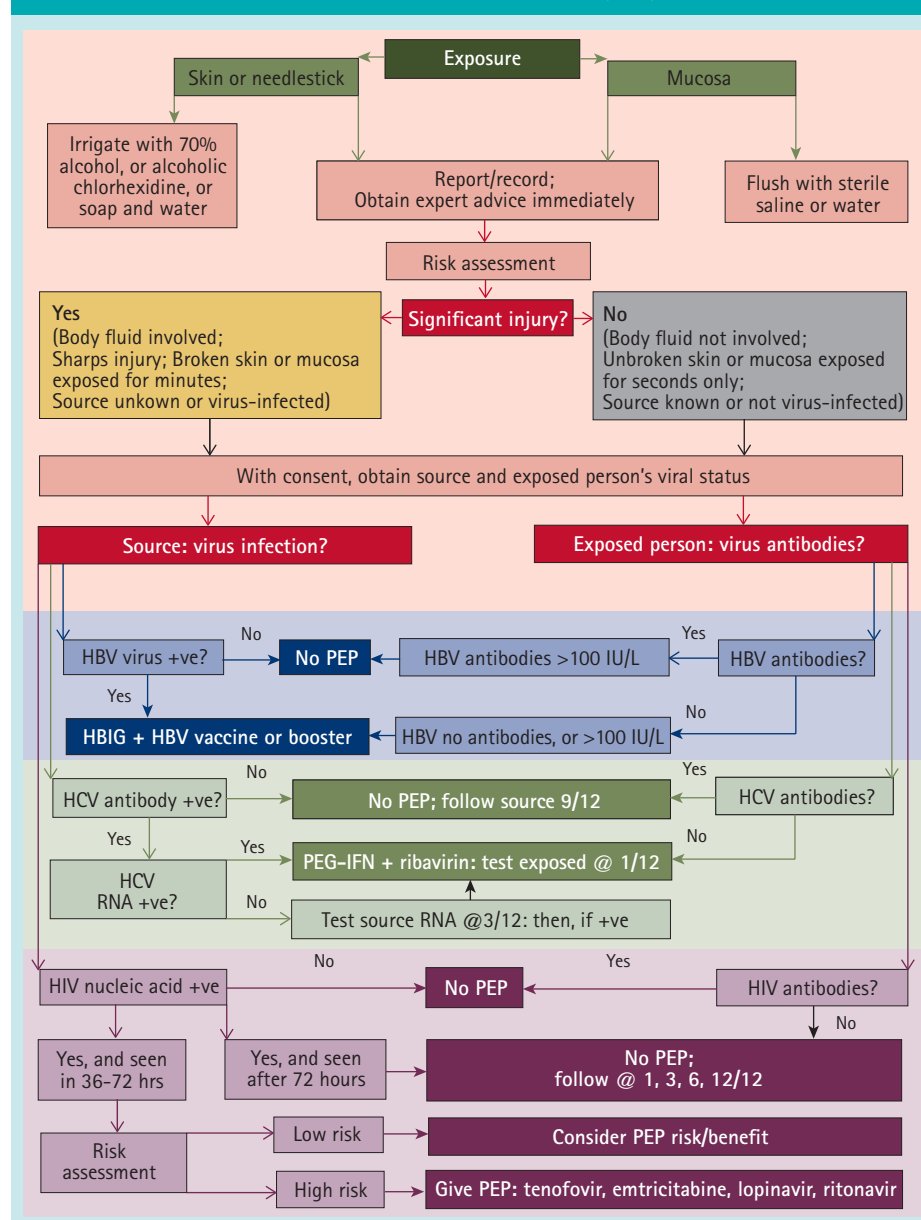 Exposure
Skin or needlestick
Mucosa
Irrigate with 70%
alcohol, or alcoholic
chlorhexidine, or
soap and water
Report/record;
Obtain expert advice immediately
Flush with sterile
saline or water
Risk assessment
Significant injury?
Yes
(Body fluid involved;
Sharps injury; Broken skin or mucosa
exposed for minutes;
Source unkown or virus-infected)
No
(Body fluid not involved;
Unbroken skin or mucosa exposed
for seconds only;
Source known or not virus-infected)
With consent, obtain source and exposed person's viral status
Source: virus infection?
Exposed person: virus antibodies?
HBV virus +ve?
No
No PEP
HBV antibodies >100 IU/L
Yes
HBV antibodies?
Yes
HBIG + HBV vaccine or booster
HBV no antibodies, or >100 IU/L
No
HCV antibody +ve?
No
No PEP; follow source 9/12
Yes
HCV antibodies?
Yes
Yes
PEG-IFN + ribavirin: test exposed @ 1/12
No
HCV
RNA +ve?
No
Test source RNA @3/12: then, if +ve
HIV nucleic acid +ve
No
No PEP
Yes
HIV antibodies?
No
Yes, and seen
in 36-72 hrs
Yes, and seen
after 72 hours
No PEP;
follow @ 1, 3, 6, 12/12
Risk
assessment
Low risk
Consider PEP risk/benefit
High risk
Give PEP: tenofovir, emtricitabine, lopinavir, ritonavir